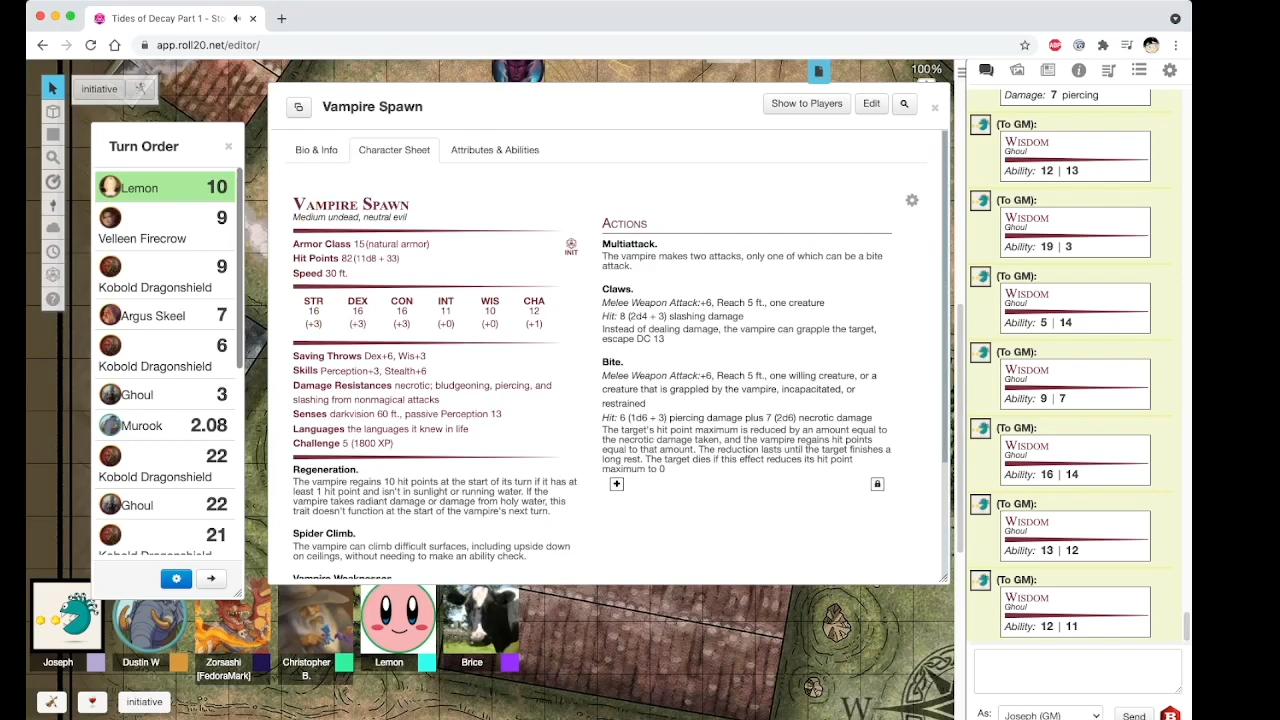 Tides of Decay Part 1 - Sto
app.roll20.net/editor/
ABP
initiative
100%
Turn Order
Lemon 10
9
Velleen Firecrow
9
Kobold Dragonshield
Argus Skeel 7
6
Kobold Dragonshield
Ghoul 3
Murook 2.08
22
Kobold Dragonshield
Ghoul 22
21
Kobold Dragonshield
Vampire Spawn
Show to Players
Edit
Bio & Info
Character Sheet
Attributes & Abilities
Vampire Spawn
Medium undead, neutral evil
Armor Class 15(natural armor)
Hit Points 82(11d8 + 33)
Speed 30 ft.
INIT
STR DEX CON INT WIS CHA
16 16 16 11 10 12
(+3) (+3) (+3) (+0) (+0) (+1)
Saving Throws Dex+6, Wis+3
Skills Perception+3, Stealth+6
Damage Resistances necrotic; bludgeoning, piercing, and
slashing from nonmagical attacks
Senses darkvision 60 ft., passive Perception 13
Languages the languages it knew in life
Challenge 5 (1800 XP)
Regeneration.
The vampire regains 10 hit points at the start of its turn if it has at
least 1 hit point and isn't in sunlight or running water. If the
vampire takes radiant damage or damage from holy water, this
trait doesn't function at the start of the vampire's next turn.
Spider Climb.
The vampire can climb difficult surfaces, including upside down
on ceilings, without needing to make an ability check.
Vampire Weaknesses
Actions
Multiattack.
The vampire makes two attacks, only one of which can be a bite
attack.
Claws.
Melee Weapon Attack:+6, Reach 5 ft., one creature
Hit: 8 (2d4 + 3) slashing damage
Instead of dealing damage, the vampire can grapple the target,
escape DC 13
Bite.
Melee Weapon Attack:+6, Reach 5 ft., one willing creature, or a
creature that is grappled by the vampire, incapacitated, or
restrained
Hit: 6 (1d6 + 3) piercing damage plus 7 (2d6) necrotic damage
The target's hit point maximum is reduced by an amount equal to
the necrotic damage taken, and the vampire regains hit points
equal to that amount. The reduction lasts until the target finishes a
long rest. The target dies if this effect reduces its hit point
maximum to 0
Joseph
Dustin W
Zorsashi
[FedoraMark]
Christopher
B.
Lemon
Brice
initiative
W
Damage: 7 piercing
(To GM):
Wisdom
Ghoul
Ability: 12 | 13
(To GM):
Wisdom
Ghoul
Ability: 19 | 3
(To GM):
Wisdom
Ghoul
Ability: 5 | 14
(To GM):
Wisdom
Ghoul
Ability: 9 | 7
(To GM):
Wisdom
Ghoul
Ability: 16 | 14
(To GM):
Wisdom
Ghoul
Ability: 13 | 12
(To GM):
Wisdom
Ghoul
Ability: 12 | 11
As: Joseph (GM)
Send